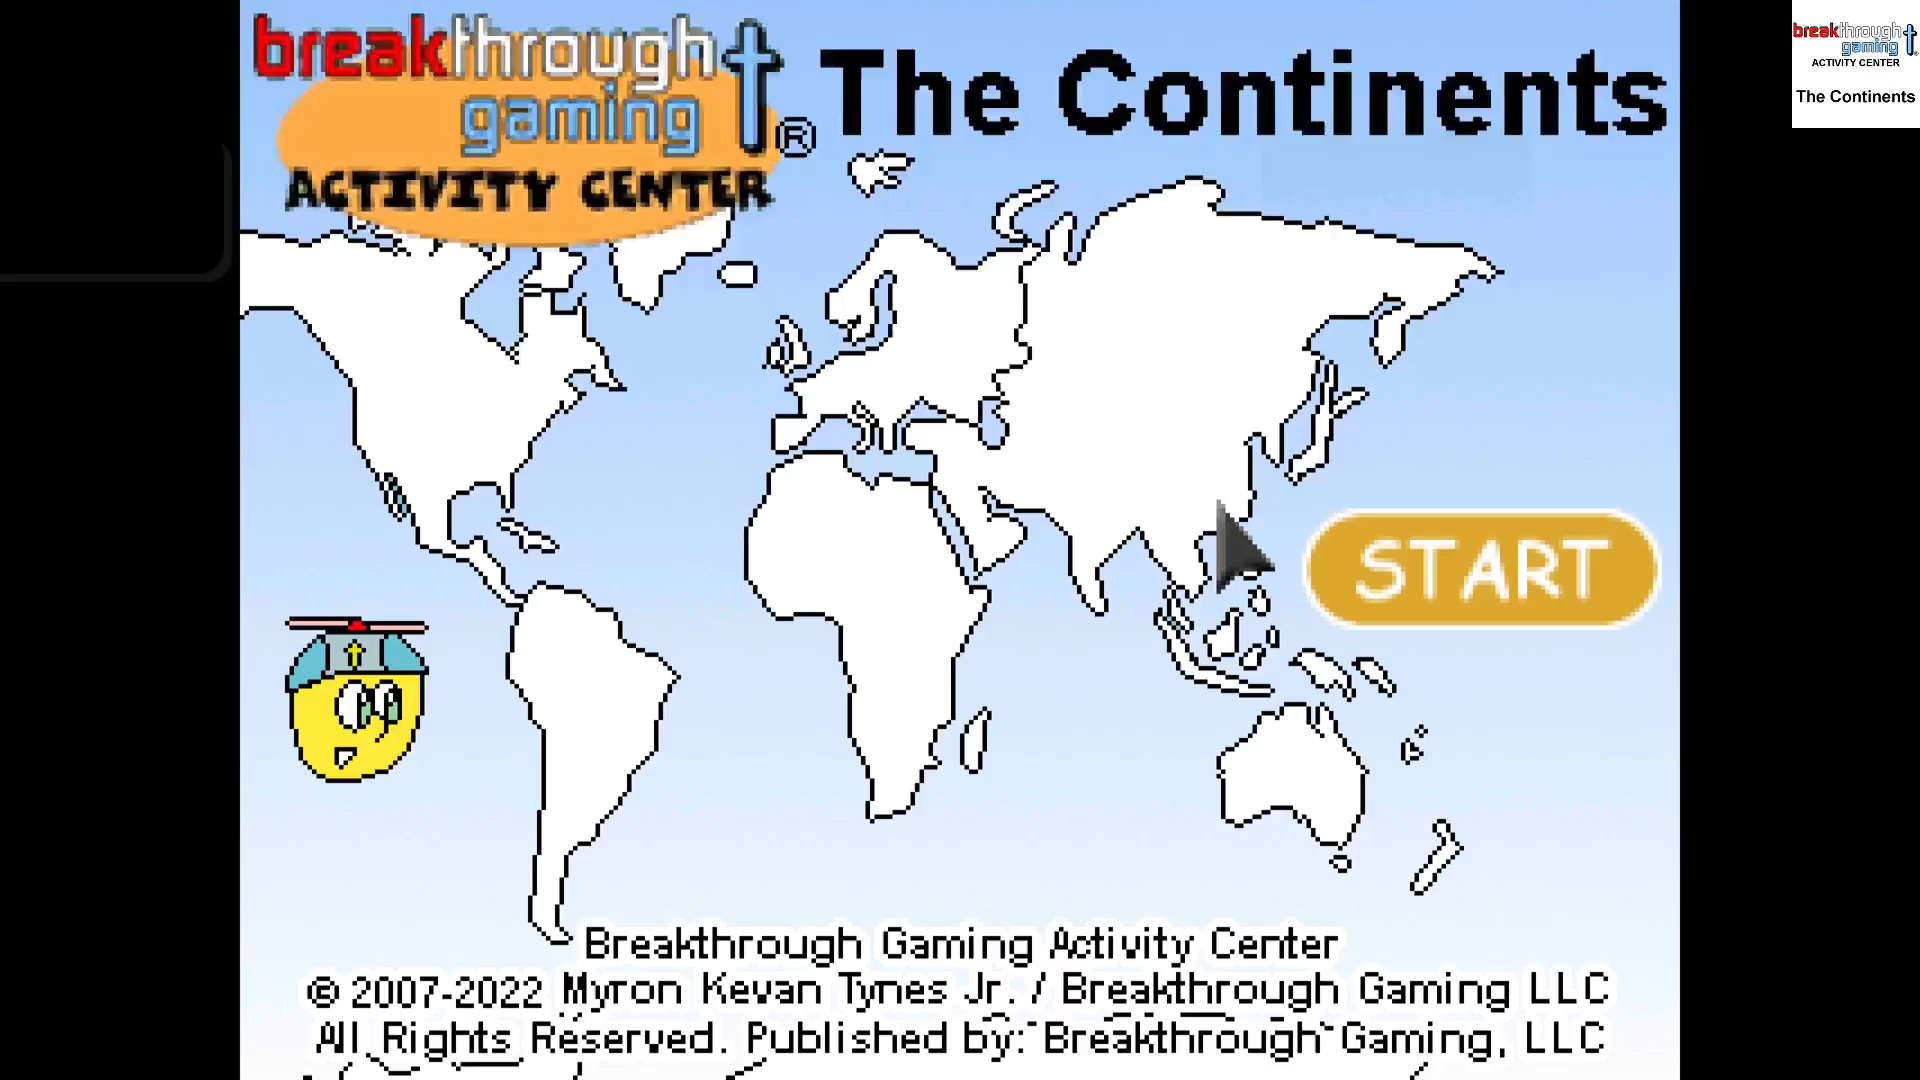 breakthrough
gaming
®
ACTIVITY CENTER
The Continents
START
Breakthrough Gaming Activity Center
© 2007-2022 Myron Kevan Tynes Jr. / Breakthrough Gaming LLC
All Rights Reserved. Published by: Breakthrough Gaming, LLC
breakthrough
gaming
ACTIVITY CENTER
The Continents